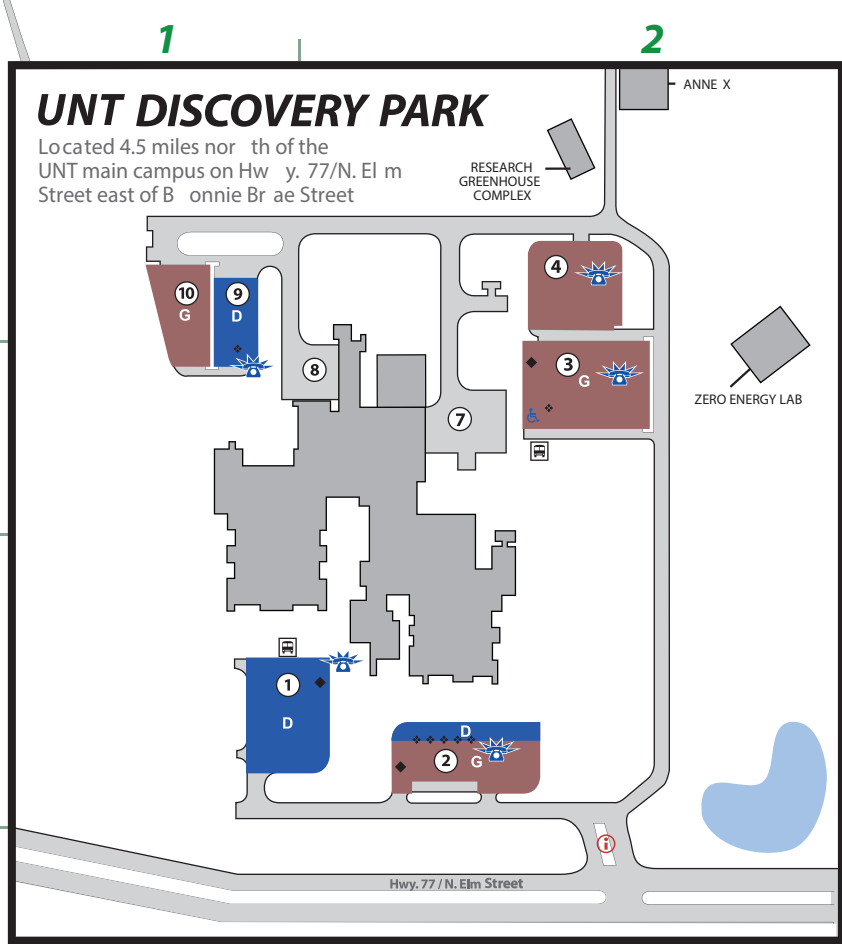 1
2
UNT DISCOVERY PARK
Located 4.5 miles nor th of the
UNT main campus on Hw y. 77/N. El m
Street east of B onnie Br ae Street
ANNE X
RESEARCH
GREENHOUSE
COMPLEX
4
10
G
9
D
3
G
8
ZERO ENERGY LAB
7
1
D
D
2
G
i
Hwy. 77 / N. Elm Street